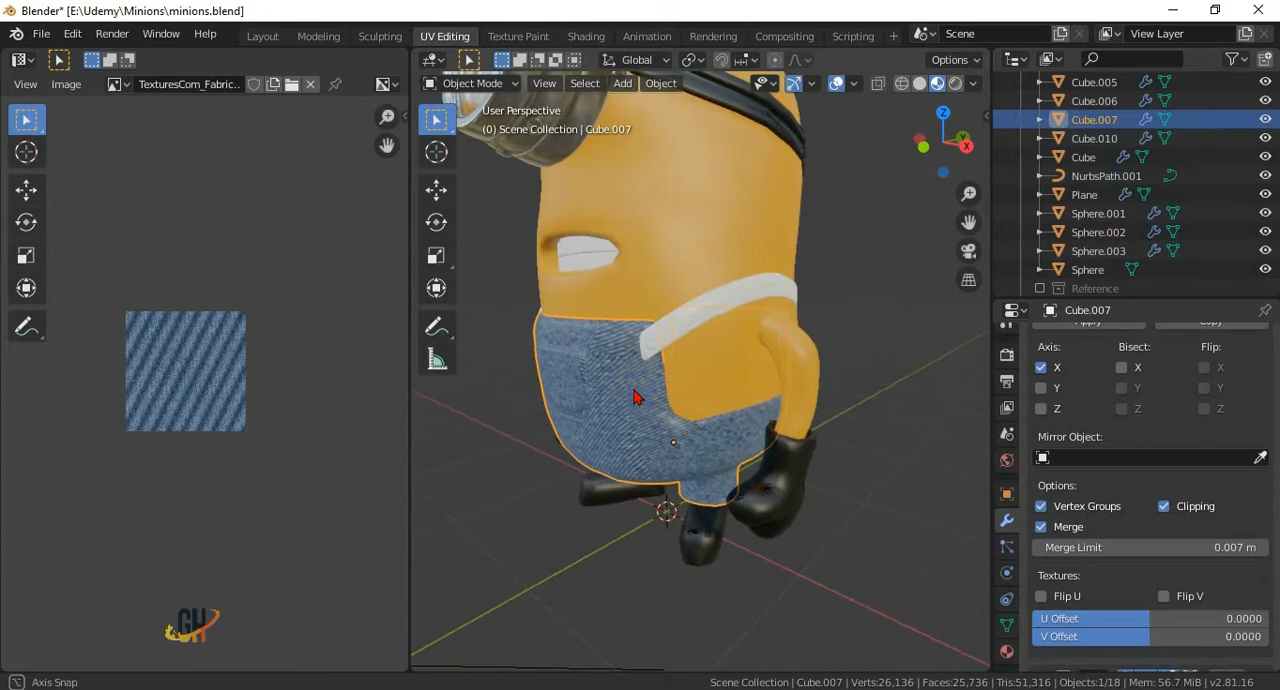 Blender* [E:\Udemy\Minions\minions.blend]
File Edit Render Window Help Layout Modeling Sculpting UV Editing Texture Paint Shading Animation Rendering Compositing Scripting + Scene View Layer
Global Options
View Image TexturesCom_Fabric... Object Mode View Select Add Object
User Perspective
(0) Scene Collection | Cube.007
Z
Y
X
Cube.005
Cube.006
Cube.007
Cube.010
Cube
NurbsPath.001
Plane
Sphere.001
Sphere.002
Sphere.003
Sphere
Reference
Cube.007
Apply Copy
Axis: Bisect: Flip:
X X X
Y Y Y
Z Z Z
Mirror Object:
Options:
Vertex Groups Clipping
Merge
Merge Limit 0.007 m
Textures:
Flip U Flip V
U Offset 0.0000
V Offset 0.0000
GH
Axis Snap Scene Collection | Cube.007 | Verts:26,136 | Faces:25,736 | Tris:51,316 | Objects:1/18 | Mem: 56.7 MiB | v2.81.16